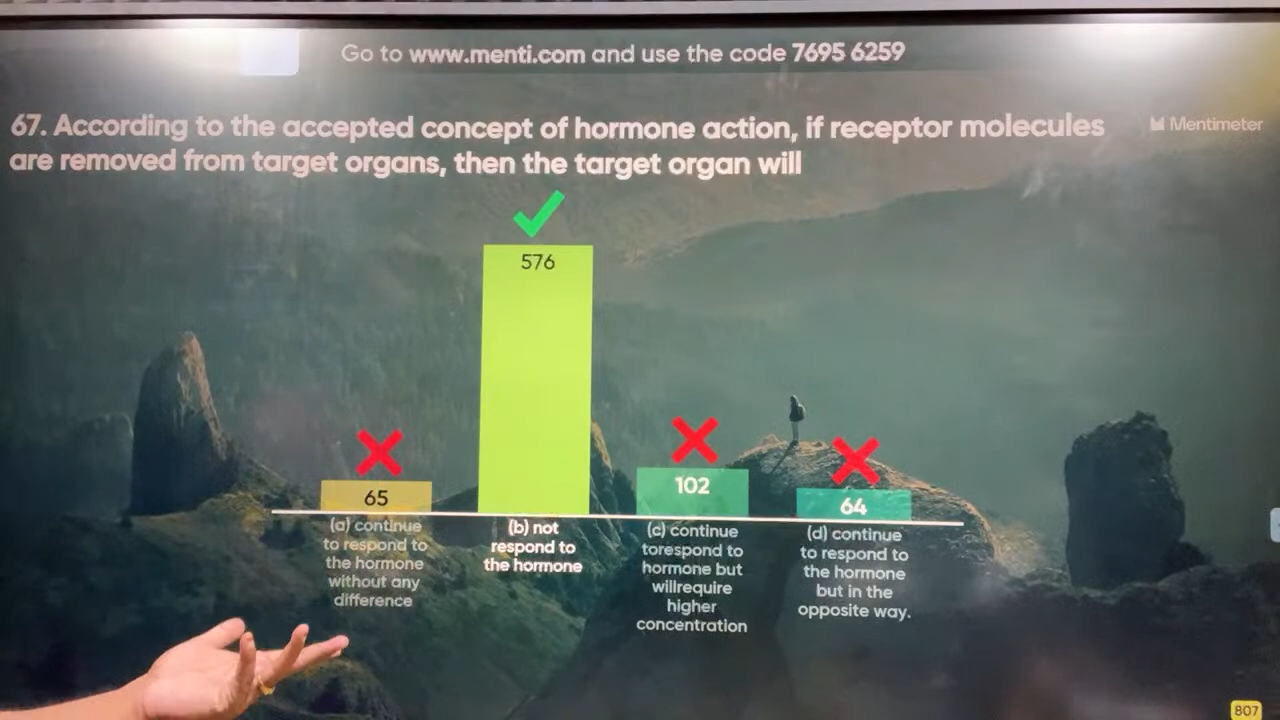 Go to www.menti.com and use the code 7695 6259
67. According to the accepted concept of hormone action, if receptor molecules
are removed from target organs, then the target organ will
Mentimeter
576
65
102
64
(a) continue
to respond to
the hormone
without any
difference
(b) not
respond to
the hormone
(c) continue
torespond to
hormone but
willrequire
higher
concentration
(d) continue
to respond to
the hormone
but in the
opposite way.
807